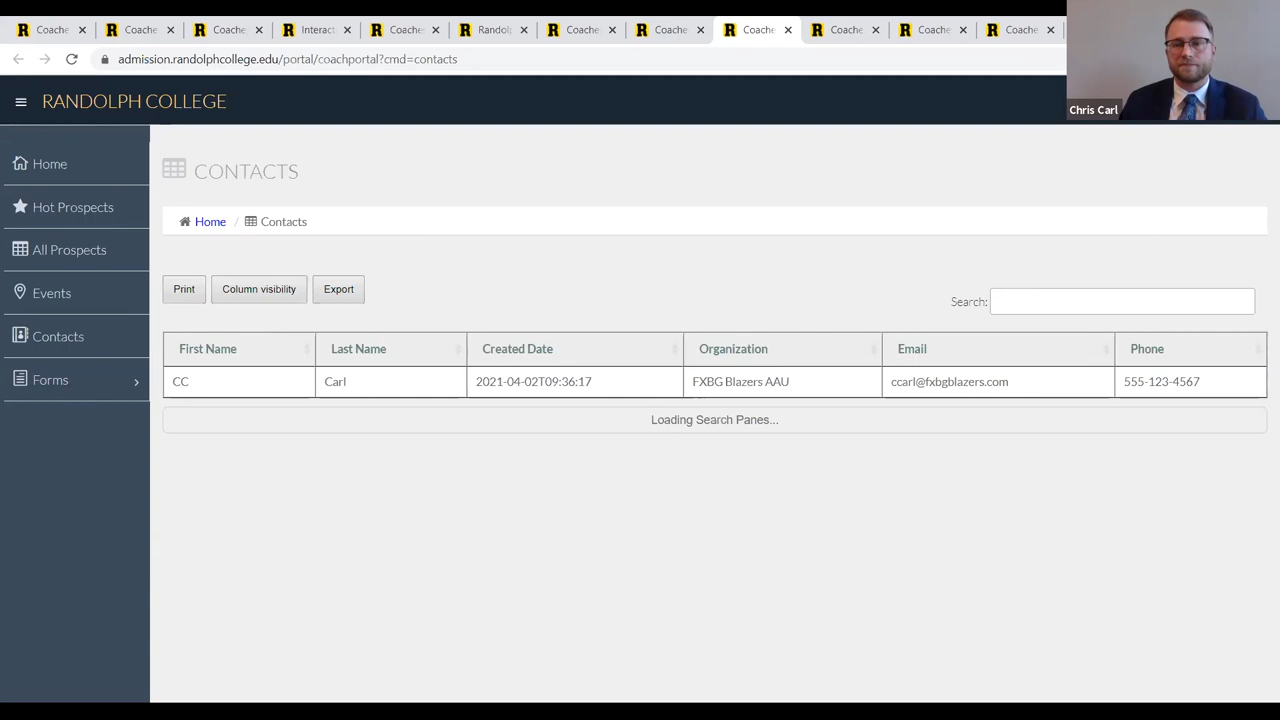 Coache Coache Coache Interact Coache Randolp Coache Coache Coache Coache Coache Coache
admission.randolphcollege.edu/portal/coachportal?cmd=contacts
Chris Carl
RANDOLPH COLLEGE
Home
Hot Prospects
All Prospects
Events
Contacts
Forms
CONTACTS
Home / Contacts
Print Column visibility Export
Search:
First Name Last Name Created Date Organization Email Phone
CC Carl 2021-04-02T09:36:17 FXBG Blazers AAU ccarl@fxbgblazers.com 555-123-4567
Loading Search Panes...